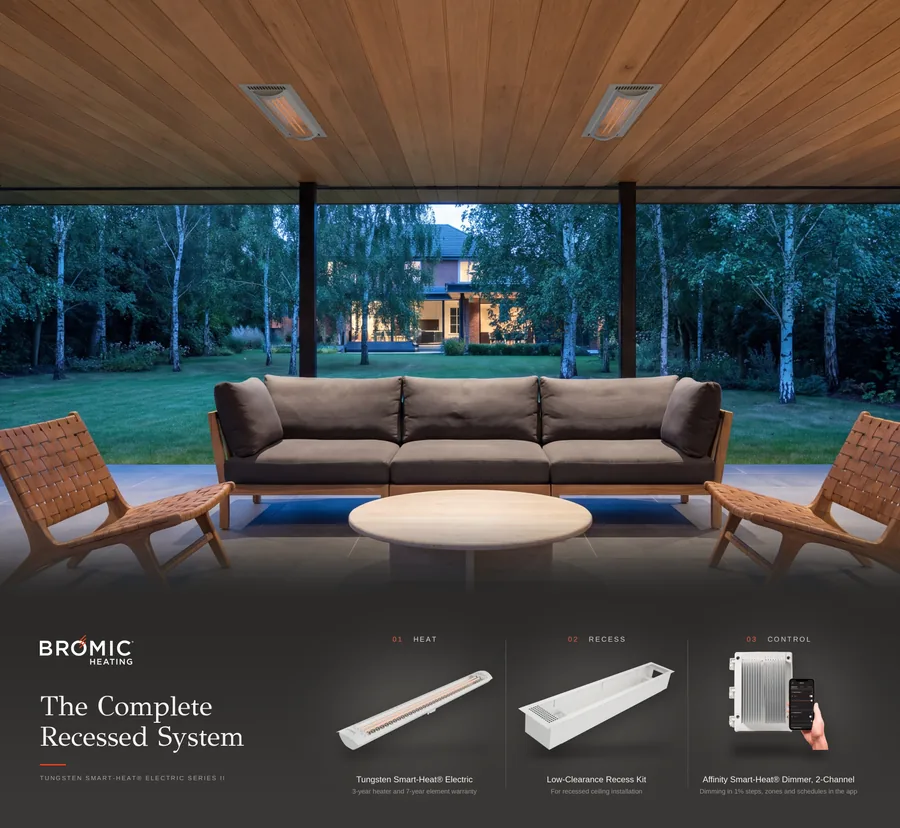 BROMIC
HEATING
The Complete
Recessed System
TUNGSTEN SMART-HEAT® ELECTRIC SERIES II
01 HEAT
Tungsten Smart-Heat® Electric
3-year heater and 7-year element warranty
02 RECESS
Low-Clearance Recess Kit
For recessed ceiling installation
03 CONTROL
Affinity Smart-Heat® Dimmer, 2-Channel
Dimming in 1% steps, zones and schedules in the app